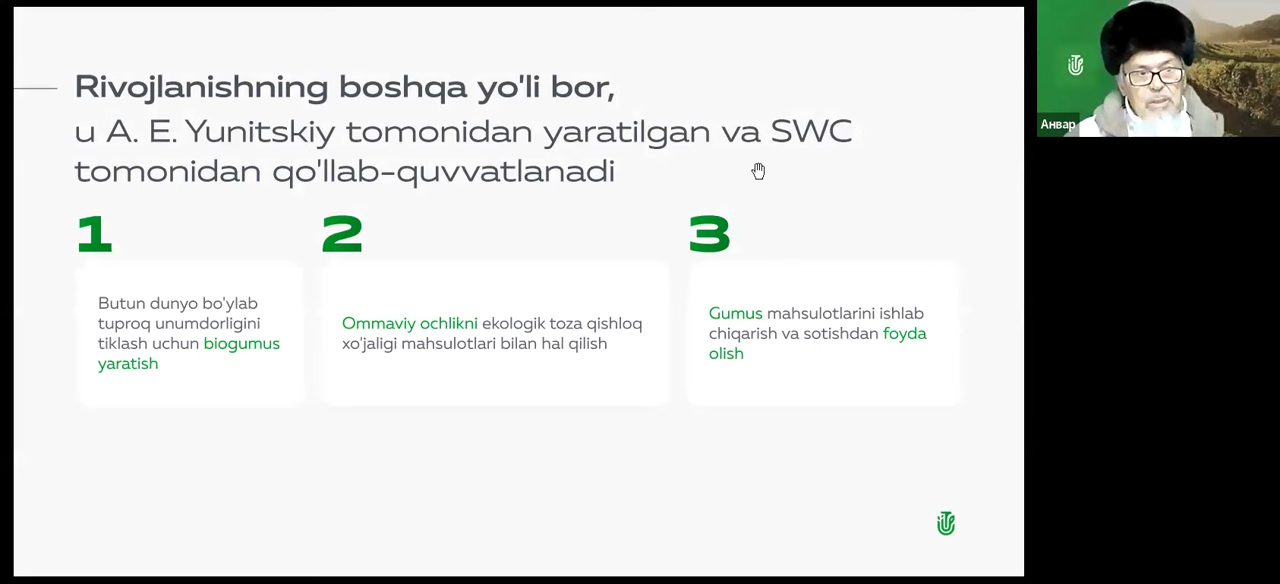 Rivojlanishning boshqa yo'li bor,
u A. E. Yunitskiy tomonidan yaratilgan va SWC
tomonidan qo'llab-quvvatlanadi
1
2
3
Butun dunyo bo'ylab
tuproq unumdorligini
tiklash uchun biogumus
yaratish
Ommaviy ochlikni ekologik toza qishloq
xo'jaligi mahsulotlari bilan hal qilish
Gumus mahsulotlarini ishlab
chiqarish va sotishdan foyda
olish
Анвар